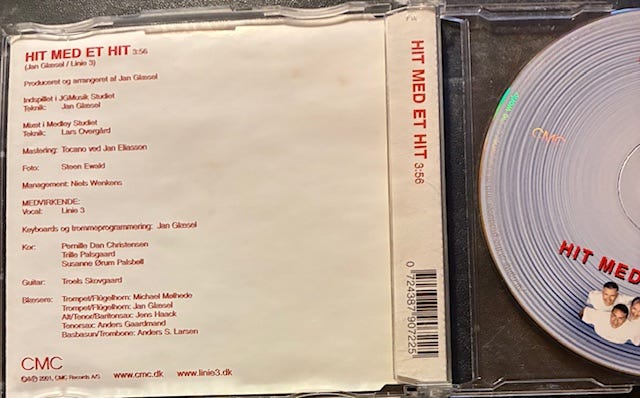 HIT MED ET HIT 3:56
(Jan Glæsel / Linie 3)
Produceret og arrangeret af Jan Glæsel
Indspillet i JGMusik Studiet
Teknik: Jan Glæsel
Mixet i Medley Studiet
Teknik: Lars Overgård
Mastering: Tocano ved Jan Eliasson
Foto: Steen Ewald
Management: Niels Wenkens
MEDVIRKENDE:
Vocal: Linie 3
Keyboards og trommeprogrammering: Jan Glæsel
Kor: Pernille Dan Christensen
Trille Palsgaard
Susanne Ørum Palsbøll
Guitar: Troels Skovgaard
Blæsere: Trompet/Flügelhorn: Michael Mølhede
Trompet/Flügelhorn: Jan Glæsel
Alt/Tenor/Baritonsax: Jens Haack
Tenorsax: Anders Gaardmand
Basbasun/Trombone: Anders S. Larsen
CMC
©&℗ 2001, CMC Records A/S www.cmc.dk www.linie3.dk
HIT MED ET HIT 3:56
0 724387 907225
CMC
HIT MED